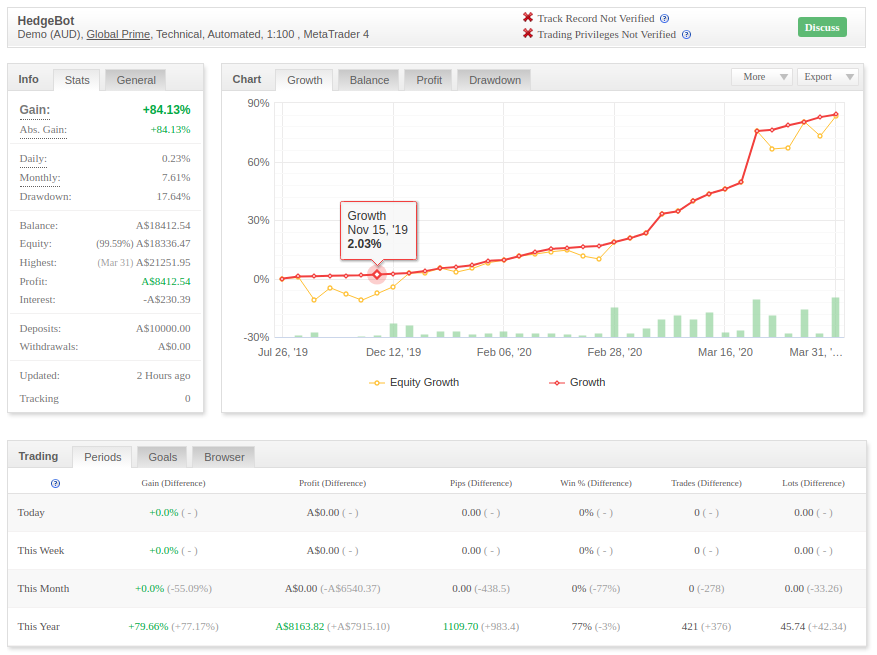 HedgeBot
Demo (AUD), Global Prime, Technical, Automated, 1:100 , MetaTrader 4
Track Record Not Verified ?
Trading Privileges Not Verified ?
Discuss
Info Stats General
Gain: +84.13%
Abs. Gain: +84.13%
Daily: 0.23%
Monthly: 7.61%
Drawdown: 17.64%
Balance: A$18412.54
Equity: (99.59%) A$18336.47
Highest: (Mar 31) A$21251.95
Profit: A$8412.54
Interest: -A$230.39
Deposits: A$10000.00
Withdrawals: A$0.00
Updated: 2 Hours ago
Tracking 0
Chart Growth Balance Profit Drawdown More Export
90%
60%
30%
0%
-30%
Growth
Nov 15, '19
2.03%
Jul 26, '19 Dec 12, '19 Feb 06, '20 Feb 28, '20 Mar 16, '20 Mar 31, '...
Equity Growth Growth
Trading Periods Goals Browser
? Gain (Difference) Profit (Difference) Pips (Difference) Win % (Difference) Trades (Difference) Lots (Difference)
Today +0.0% ( - ) A$0.00 ( - ) 0.00 ( - ) 0% ( - ) 0 ( - ) 0.00 ( - )
This Week +0.0% ( - ) A$0.00 ( - ) 0.00 ( - ) 0% ( - ) 0 ( - ) 0.00 ( - )
This Month +0.0% (-55.09%) A$0.00 (-A$6540.37) 0.00 (-438.5) 0% (-77%) 0 (-278) 0.00 (-33.26)
This Year +79.66% (+77.17%) A$8163.82 (+A$7915.10) 1109.70 (+983.4) 77% (-3%) 421 (+376) 45.74 (+42.34)